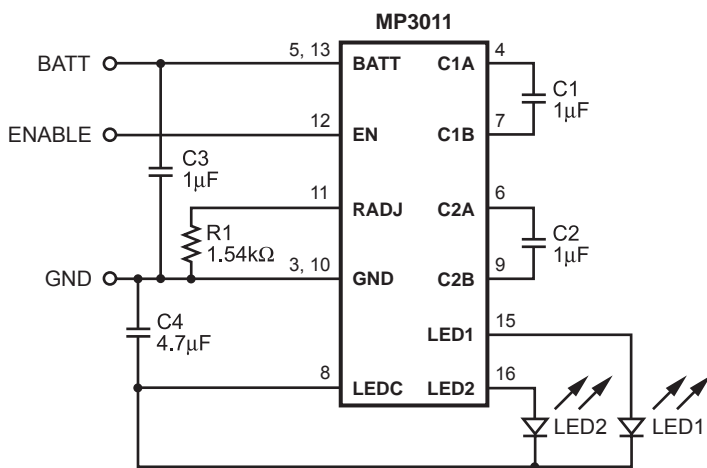 MP3011
BATT
5, 13
BATT
C1A
4
C1
1µF
ENABLE
12
EN
C1B
7
C3
1µF
11
RADJ
C2A
6
R1
1.54kΩ
C2
1µF
GND
3, 10
GND
C2B
9
C4
4.7µF
LED1
15
8
LEDC
LED2
16
LED2
LED1